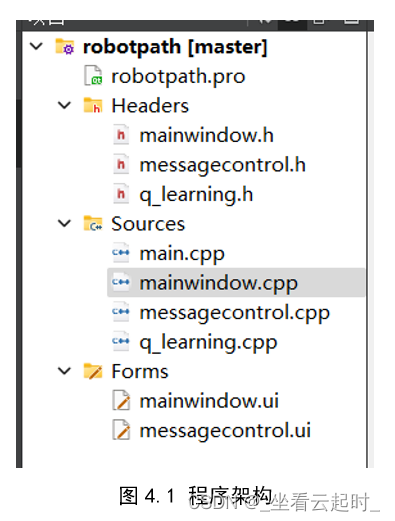 robotpath [master]
robotpath.pro
Headers
mainwindow.h
messagecontrol.h
q_learning.h
Sources
main.cpp
mainwindow.cpp
messagecontrol.cpp
q_learning.cpp
Forms
mainwindow.ui
messagecontrol.ui
图 4.1 程序架构
CSDN @_坐看云起时_